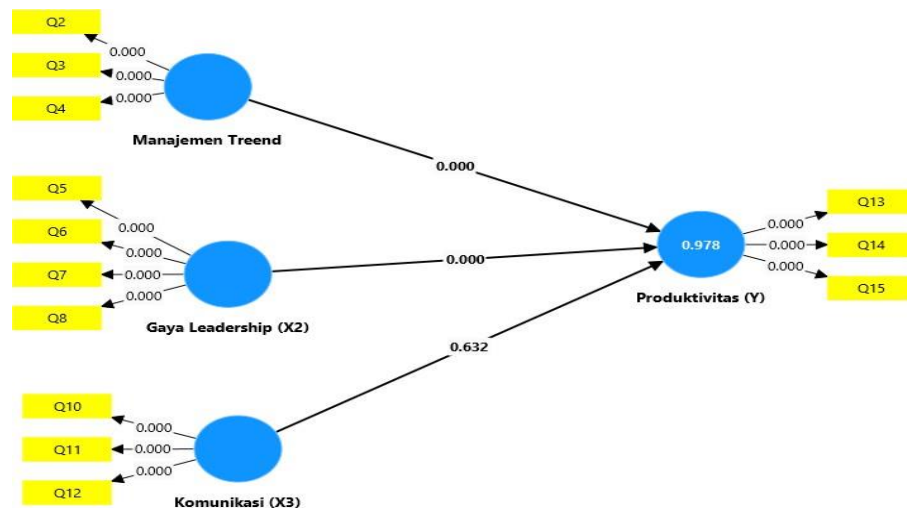 Q2
0.000
Q3
0.000
Q4
0.000
Manajemen Treend
0.000
Q5
0.000
Q6
0.000
Q7
0.000
Q8
0.000
Gaya Leadership (X2)
0.000
0.632
Q10
0.000
Q11
0.000
Q12
0.000
Komunikasi (X3)
0.978
Produktivitas (Y)
0.000
Q13
0.000
Q14
0.000
Q15